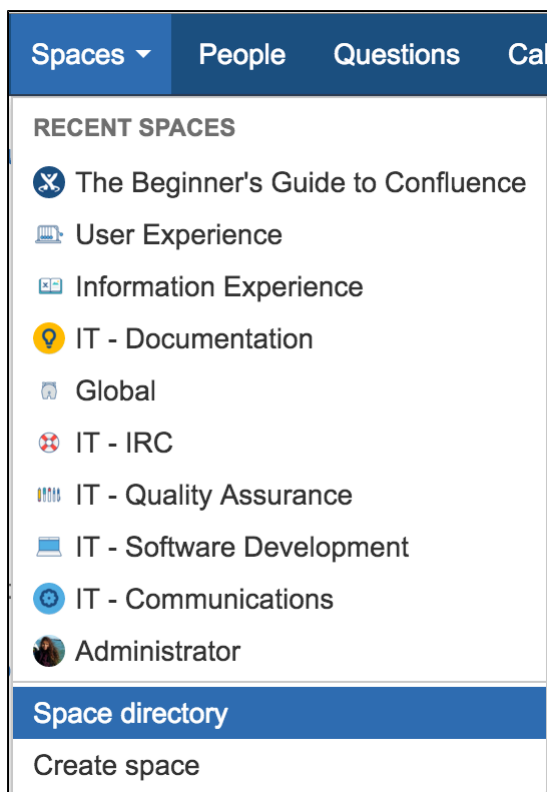 Spaces People Questions
RECENT SPACES
The Beginner's Guide to Confluence
User Experience
Information Experience
IT - Documentation
Global
IT - IRC
IT - Quality Assurance
IT - Software Development
IT - Communications
Administrator
Space directory
Create space